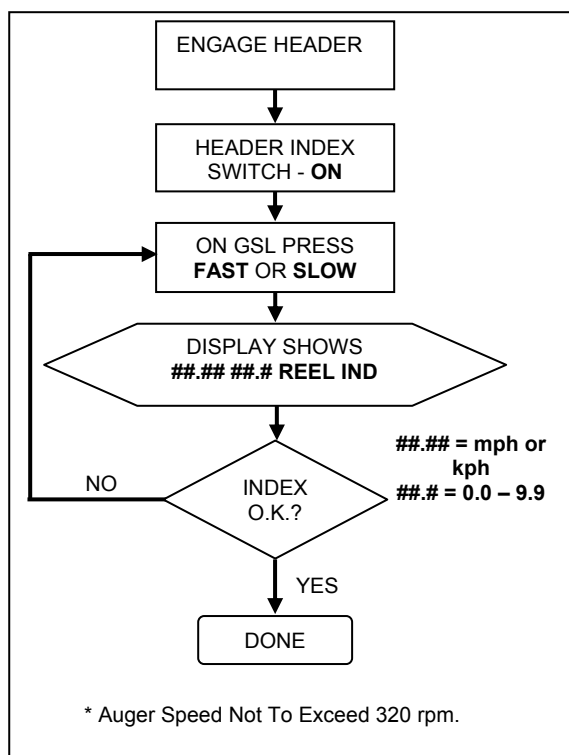 ENGAGE HEADER
HEADER INDEX
SWITCH - ON
ON GSL PRESS
FAST OR SLOW
DISPLAY SHOWS
##.## ##.# REEL IND
##.## = mph or
kph
##.# = 0.0 – 9.9
NO
INDEX
O.K.?
YES
DONE
* Auger Speed Not To Exceed 320 rpm.